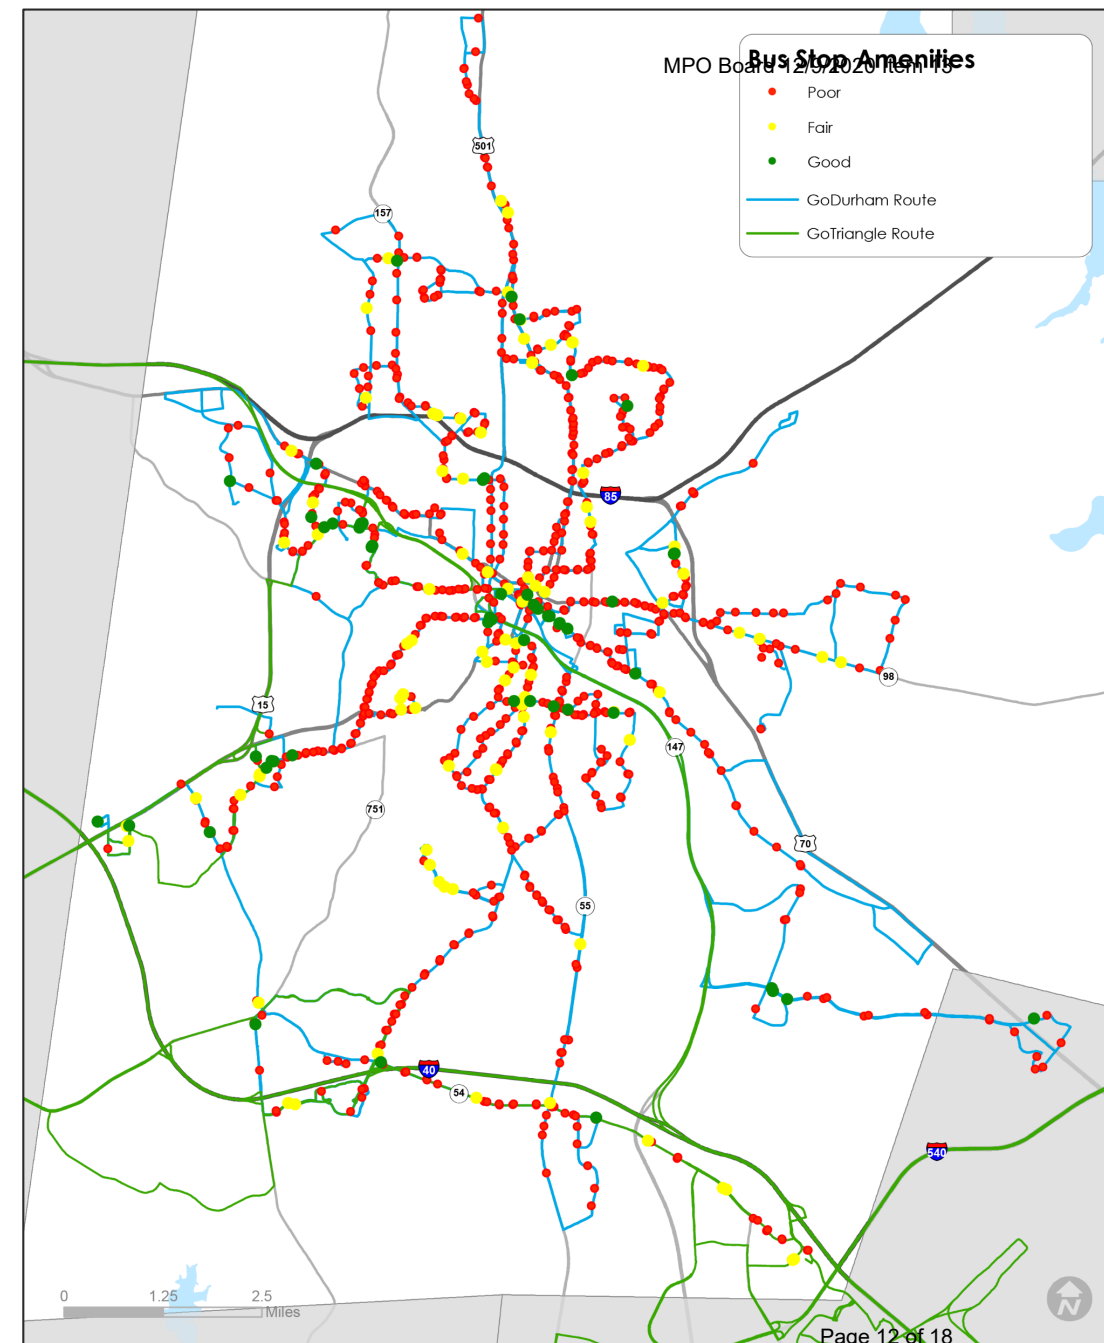 Bus Stop Amenities
MPO Board 12/9/2020 Item 13
Poor
Fair
Good
GoDurham Route
GoTriangle Route
501
157
85
98
15
147
751
70
55
40
54
540
0 1.25 2.5
Miles
N
Page 12 of 18